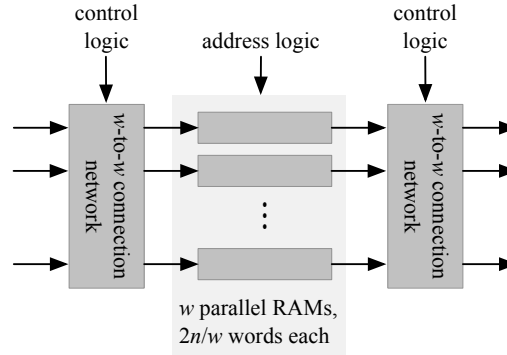 control
logic
address logic
control
logic
w-to-w connection
network
w-to-w connection
network
w parallel RAMs,
2n/w words each